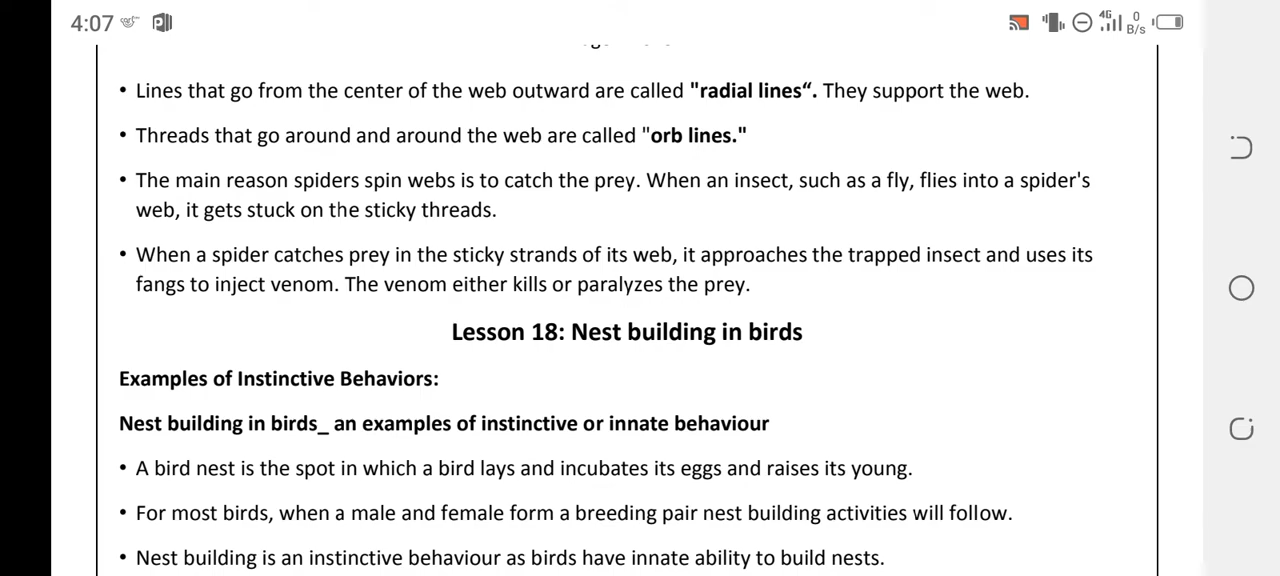 4:07
4G 0 B/s
• Lines that go from the center of the web outward are called "radial lines“. They support the web.
• Threads that go around and around the web are called "orb lines."
• The main reason spiders spin webs is to catch the prey. When an insect, such as a fly, flies into a spider's
web, it gets stuck on the sticky threads.
• When a spider catches prey in the sticky strands of its web, it approaches the trapped insect and uses its
fangs to inject venom. The venom either kills or paralyzes the prey.
Lesson 18: Nest building in birds
Examples of Instinctive Behaviors:
Nest building in birds_ an examples of instinctive or innate behaviour
• A bird nest is the spot in which a bird lays and incubates its eggs and raises its young.
• For most birds, when a male and female form a breeding pair nest building activities will follow.
• Nest building is an instinctive behaviour as birds have innate ability to build nests.